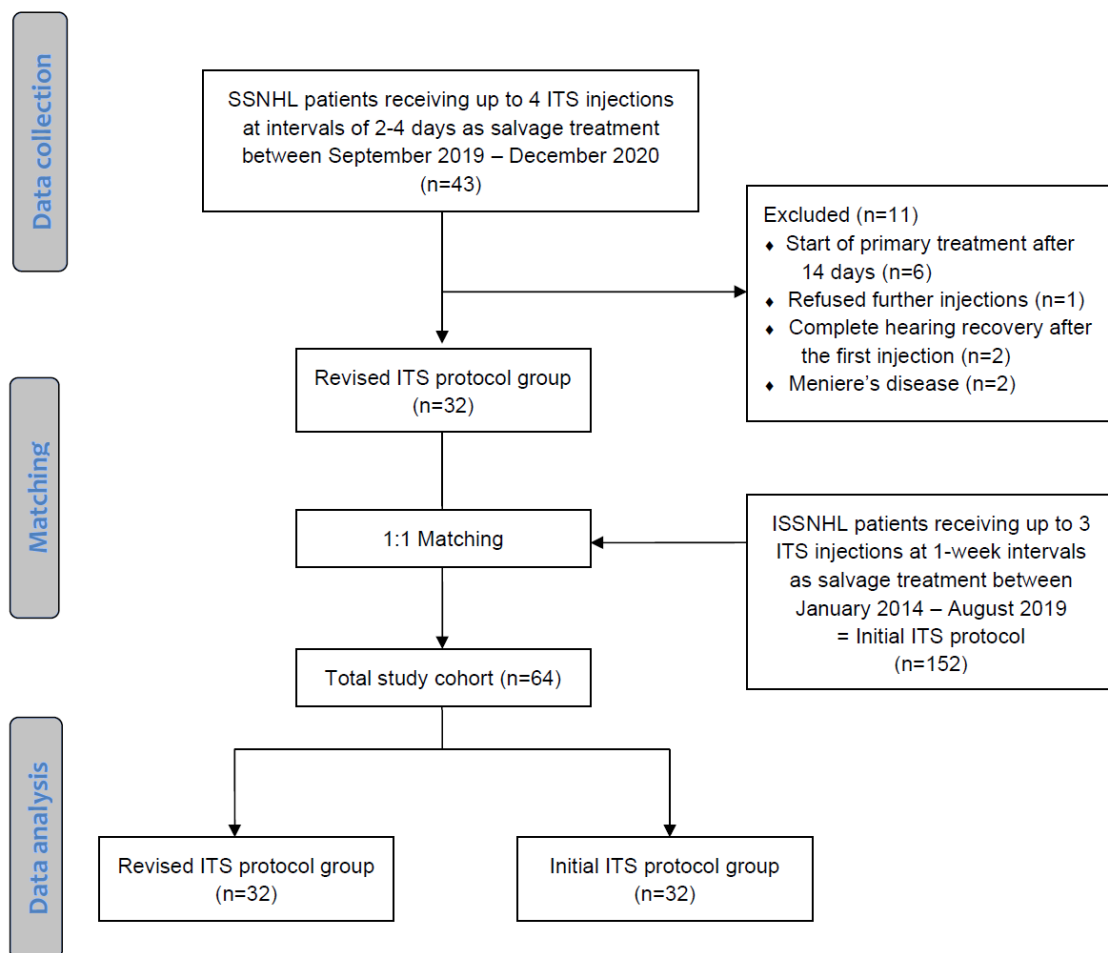 Data collection
SSNHL patients receiving up to 4 ITS injections
at intervals of 2-4 days as salvage treatment
between September 2019 – December 2020
(n=43)
Excluded (n=11)
♦ Start of primary treatment after
14 days (n=6)
♦ Refused further injections (n=1)
♦ Complete hearing recovery after
the first injection (n=2)
♦ Meniere’s disease (n=2)
Matching
Revised ITS protocol group
(n=32)
1:1 Matching
ISSNHL patients receiving up to 3
ITS injections at 1-week intervals
as salvage treatment between
January 2014 – August 2019
= Initial ITS protocol
(n=152)
Total study cohort (n=64)
Data analysis
Revised ITS protocol group
(n=32)
Initial ITS protocol group
(n=32)